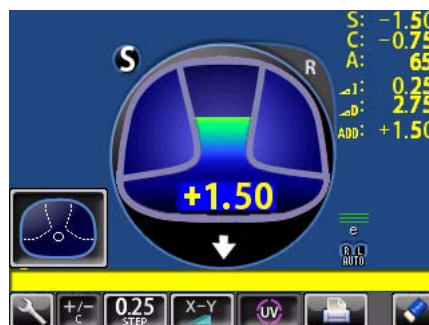 S: -1.50
C: -0.75
A: 65
⊿I: 0.25
⊿D: 2.75
ADD: +1.50
S
R
+1.50
e
R L
AUTO
+/-
C
0.25
STEP
X-Y
UV